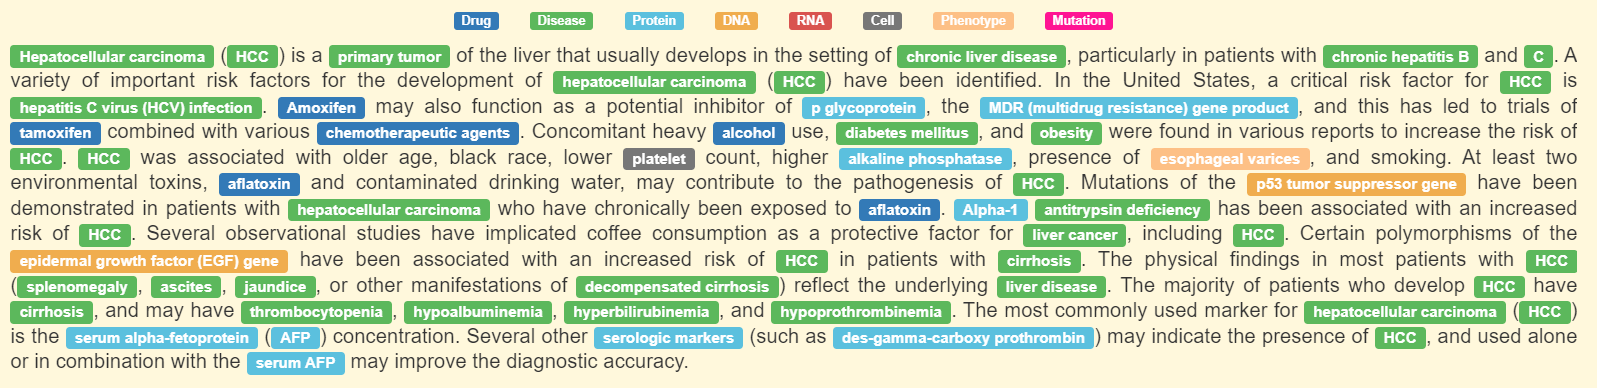 Drug Disease Protein DNA RNA Cell Phenotype Mutation
Hepatocellular carcinoma (HCC) is a primary tumor of the liver that usually develops in the setting of chronic liver disease, particularly in patients with chronic hepatitis B and C. A
variety of important risk factors for the development of hepatocellular carcinoma (HCC) have been identified. In the United States, a critical risk factor for HCC is
hepatitis C virus (HCV) infection. Amoxifen may also function as a potential inhibitor of p glycoprotein, the MDR (multidrug resistance) gene product, and this has led to trials of
tamoxifen combined with various chemotherapeutic agents. Concomitant heavy alcohol use, diabetes mellitus, and obesity were found in various reports to increase the risk of
HCC. HCC was associated with older age, black race, lower platelet count, higher alkaline phosphatase, presence of esophageal varices, and smoking. At least two
environmental toxins, aflatoxin and contaminated drinking water, may contribute to the pathogenesis of HCC. Mutations of the p53 tumor suppressor gene have been
demonstrated in patients with hepatocellular carcinoma who have chronically been exposed to aflatoxin. Alpha-1 antitrypsin deficiency has been associated with an increased
risk of HCC. Several observational studies have implicated coffee consumption as a protective factor for liver cancer, including HCC. Certain polymorphisms of the
epidermal growth factor (EGF) gene have been associated with an increased risk of HCC in patients with cirrhosis. The physical findings in most patients with HCC
(splenomegaly, ascites, jaundice, or other manifestations of decompensated cirrhosis) reflect the underlying liver disease. The majority of patients who develop HCC have
cirrhosis, and may have thrombocytopenia, hypoalbuminemia, hyperbilirubinemia, and hypoprothrombinemia. The most commonly used marker for hepatocellular carcinoma (HCC)
is the serum alpha-fetoprotein (AFP) concentration. Several other serologic markers (such as des-gamma-carboxy prothrombin) may indicate the presence of HCC, and used alone
or in combination with the serum AFP may improve the diagnostic accuracy.